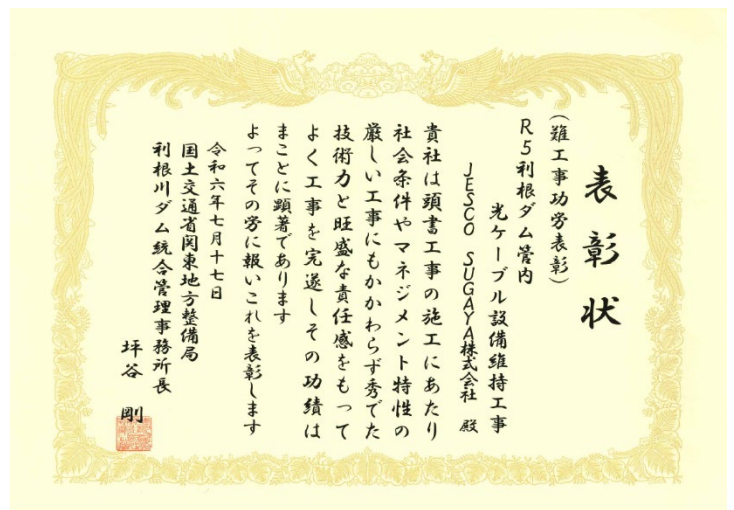 表彰状
(難工事功労表彰)
R5利根ダム管内
光ケーブル設備維持工事
JESCO SUGAYA株式会社 殿
貴社は頭書工事の施工にあたり
社会条件やマネジメント特性の
厳しい工事にもかかわらず秀でた
技術力と旺盛な責任感をもって
よく工事を完遂しその功績は
まことに顕著であります
よってその労に報いこれを表彰します
令和六年七月十七日
国土交通省関東地方整備局
利根川ダム統合管理事務所長
坪谷 剛